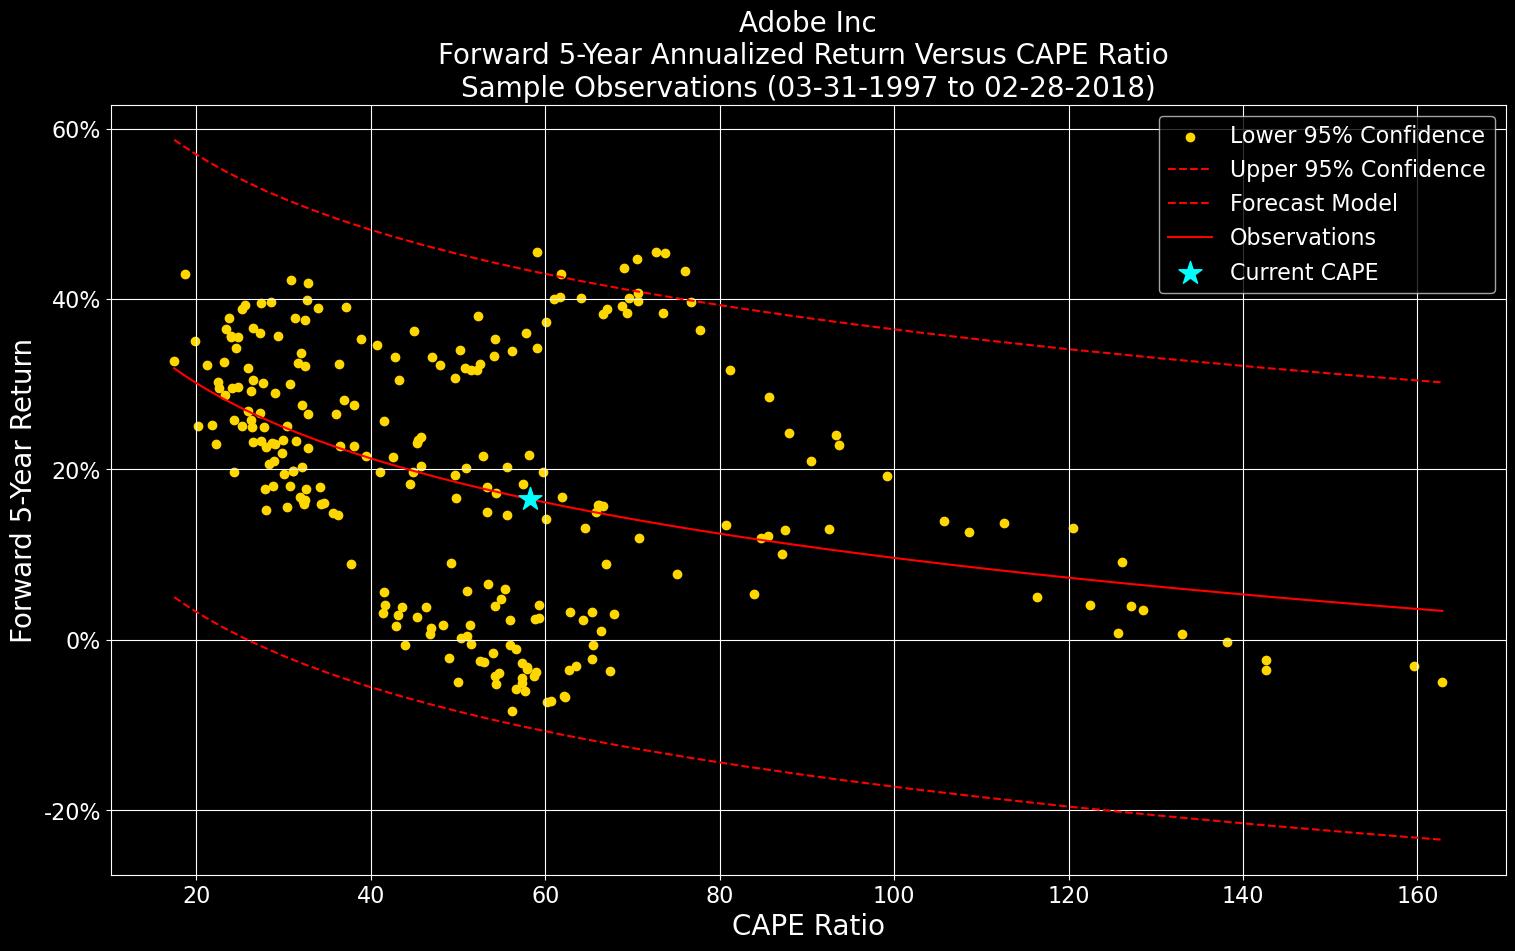 Adobe Inc
Forward 5-Year Annualized Return Versus CAPE Ratio
Sample Observations (03-31-1997 to 02-28-2018)
Lower 95% Confidence
Upper 95% Confidence
Forecast Model
Observations
Current CAPE
60%
40%
20%
0%
-20%
Forward 5-Year Return
20 40 60 80 100 120 140 160
CAPE Ratio